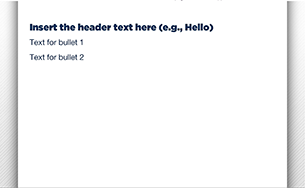 Insert the header text here (e.g., Hello)
Text for bullet 1
Text for bullet 2